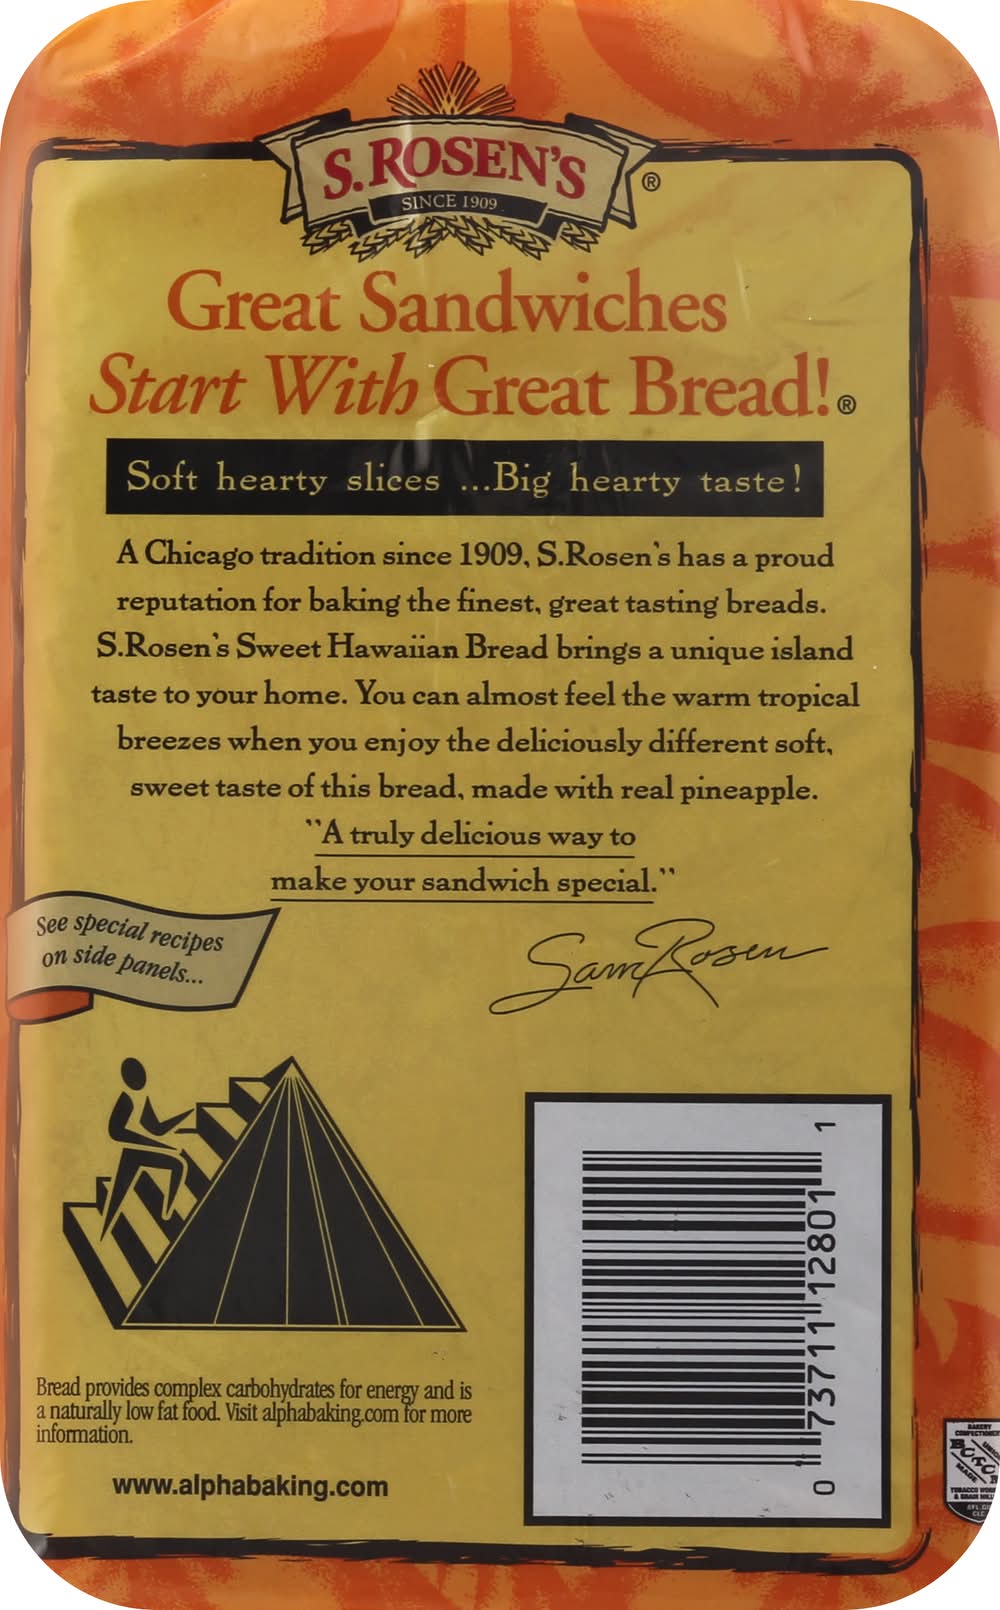 S.ROSEN'S
SINCE 1909
®
Great Sandwiches
Start With Great Bread!®
Soft hearty slices ...Big hearty taste!
A Chicago tradition since 1909, S.Rosen's has a proud
reputation for baking the finest, great tasting breads.
S.Rosen's Sweet Hawaiian Bread brings a unique island
taste to your home. You can almost feel the warm tropical
breezes when you enjoy the deliciously different soft,
sweet taste of this bread, made with real pineapple.
"A truly delicious way to
make your sandwich special."
See special recipes
on side panels...
Sam Rosen
Bread provides complex carbohydrates for energy and is
a naturally low fat food. Visit alphabaking.com for more
information.
www.alphabaking.com
0 73711 12801 1
BAKERY
MADE